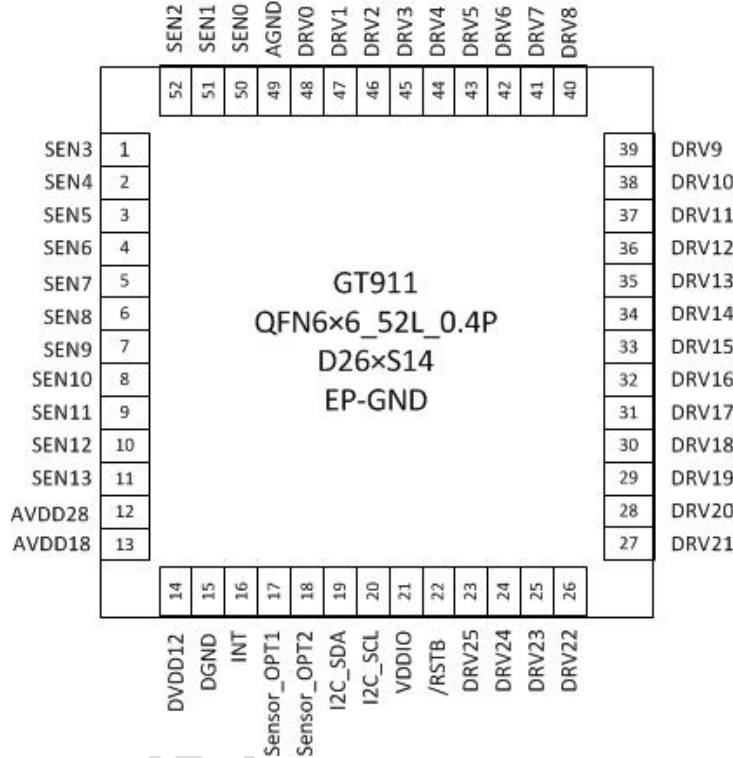 SEN2 SEN1 SEN0 AGND DRV0 DRV1 DRV2 DRV3 DRV4 DRV5 DRV6 DRV7 DRV8
52 51 50 49 48 47 46 45 44 43 42 41 40
SEN3 1 39 DRV9
SEN4 2 38 DRV10
SEN5 3 37 DRV11
SEN6 4 36 DRV12
SEN7 5 35 DRV13
SEN8 6 34 DRV14
SEN9 7 33 DRV15
SEN10 8 32 DRV16
SEN11 9 31 DRV17
SEN12 10 30 DRV18
SEN13 11 29 DRV19
AVDD28 12 28 DRV20
AVDD18 13 27 DRV21
GT911
QFN6×6_52L_0.4P
D26×S14
EP-GND
14 15 16 17 18 19 20 21 22 23 24 25 26
DVDD12 DGND INT Sensor_OPT1 Sensor_OPT2 I2C_SDA I2C_SCL VDDIO /RSTB DRV25 DRV24 DRV23 DRV22